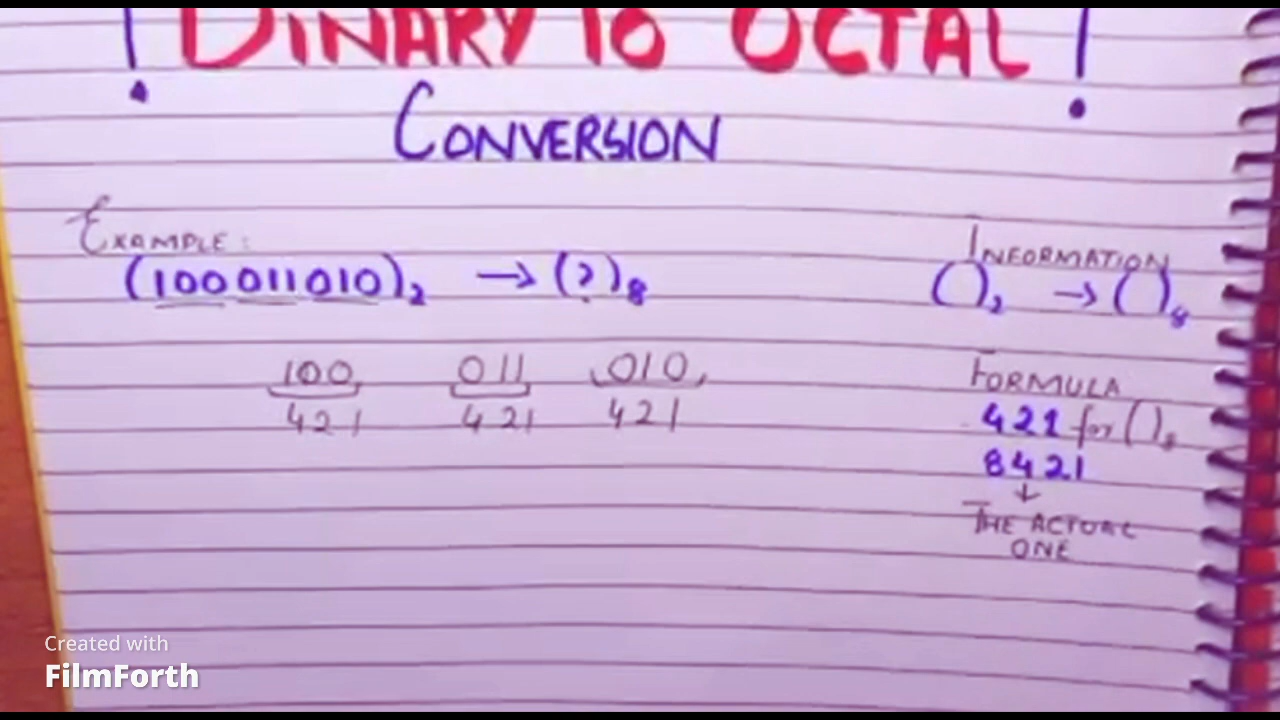 ! BINARY TO OCTAL !
CONVERSION
EXAMPLE:
(100011010)₂ → (?)₈
100 011 010
421 421 421
INFORMATION
( )₂ → ( )₈
FORMULA
421 for ( )₈
8421
↓
THE ACTUAL
ONE
Created with
FilmForth